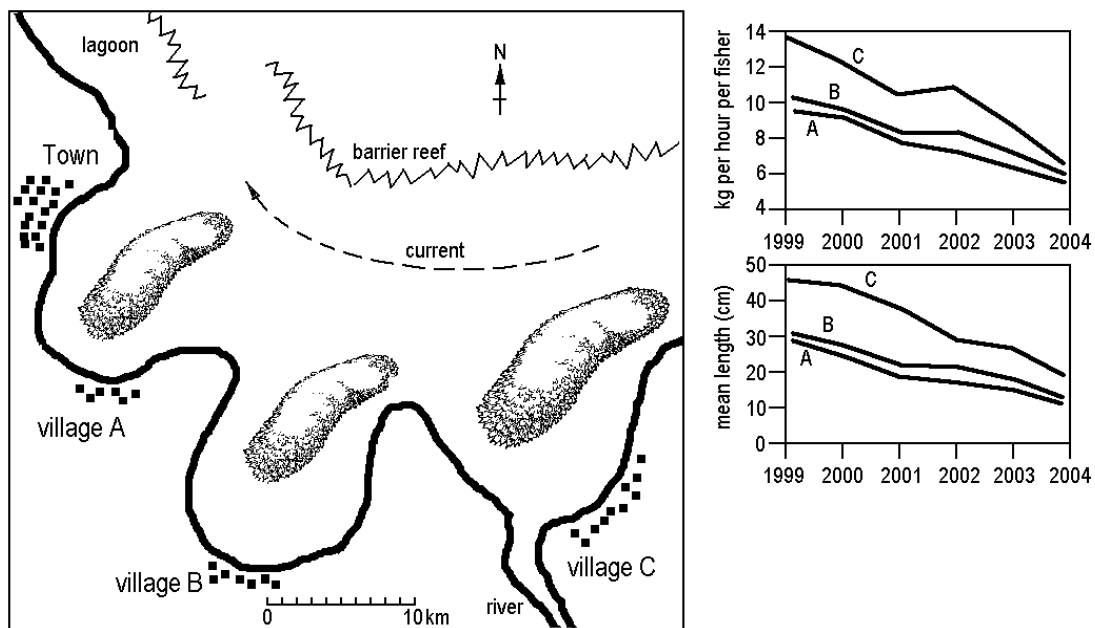 lagoon
N
barrier reef
Town
current
village A
village B
village C
river
0 10 km
kg per hour per fisher
14
12
10
8
6
4
C
B
A
1999 2000 2001 2002 2003 2004
mean length (cm)
50
40
30
20
10
0
C
B
A
1999 2000 2001 2002 2003 2004